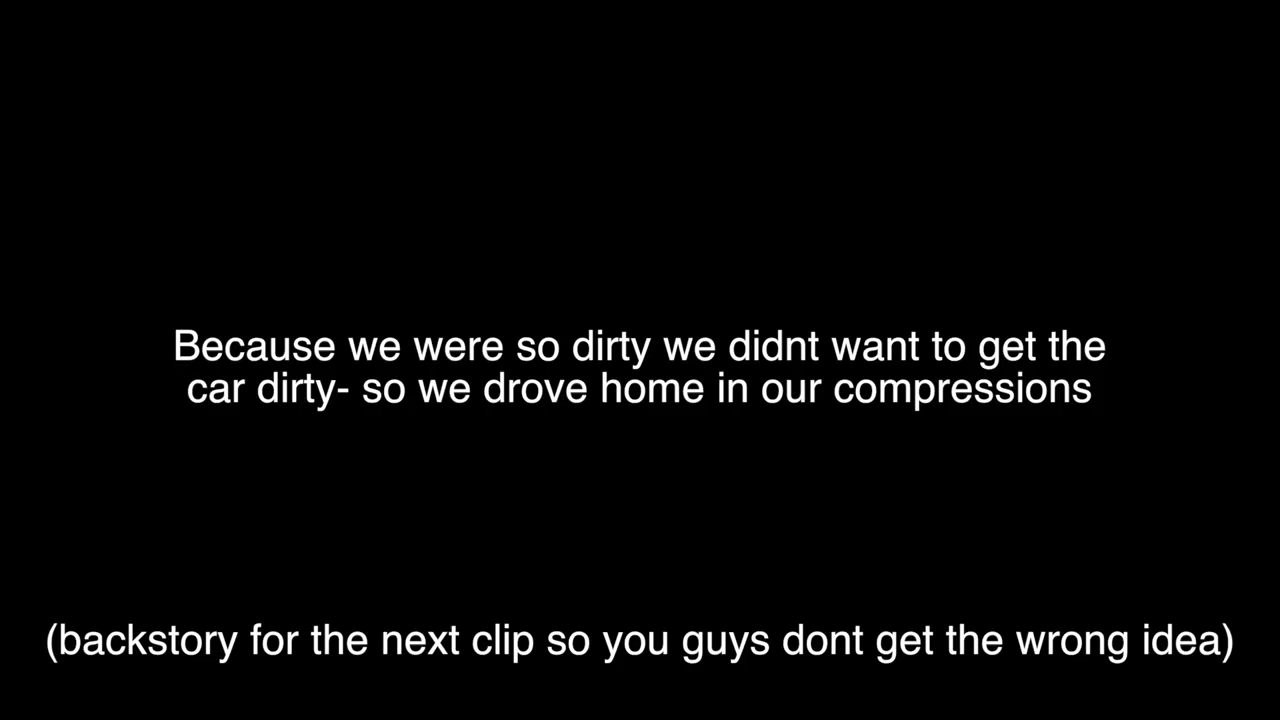 Because we were so dirty we didnt want to get the
car dirty- so we drove home in our compressions
(backstory for the next clip so you guys dont get the wrong idea)